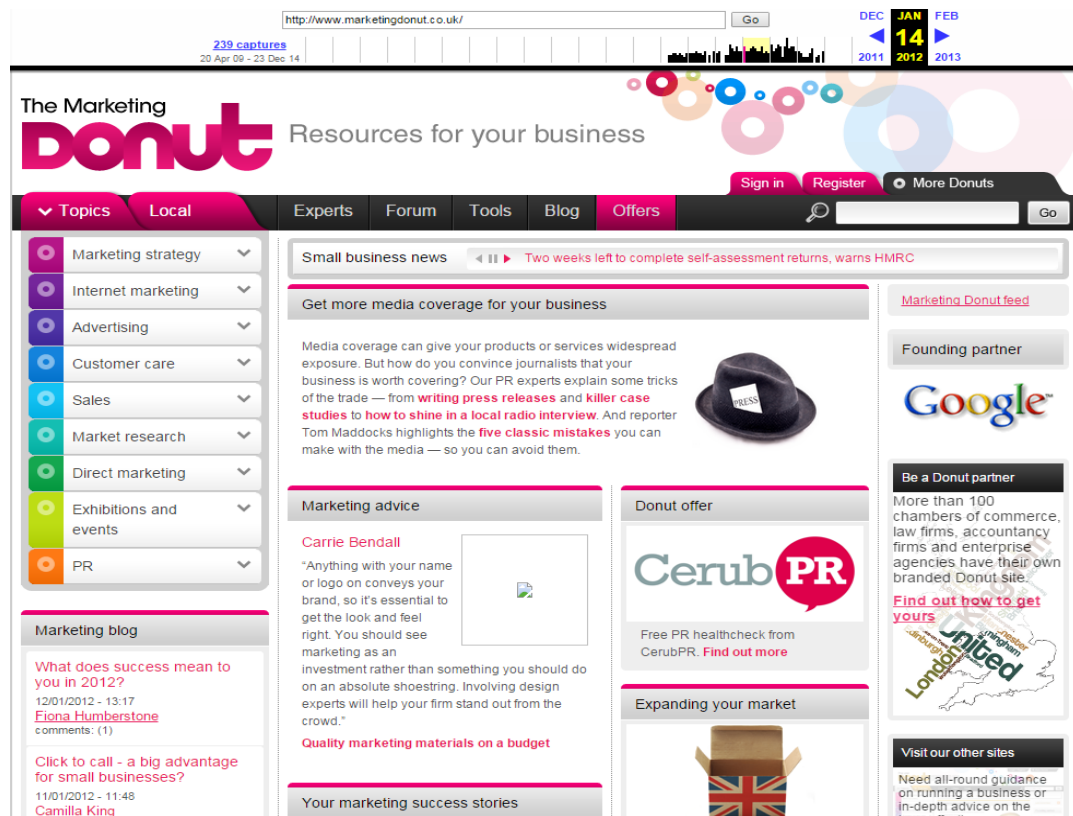 http://www.marketingdonut.co.uk/
Go
DEC JAN FEB
239 captures
14
20 Apr 09 - 23 Dec 14
2011 2012 2013
The Marketing
Donut
Resources for your business
Sign in
Register
More Donuts
Topics
Local
Experts
Forum
Tools
Blog
Offers
Go
Marketing strategy
Internet marketing
Advertising
Customer care
Sales
Market research
Direct marketing
Exhibitions and
events
PR
Marketing blog
What does success mean to
you in 2012?
12/01/2012 - 13:17
Fiona Humberstone
comments: (1)
Click to call - a big advantage
for small businesses?
11/01/2012 - 11:48
Camilla King
Small business news
Two weeks left to complete self-assessment returns, warns HMRC
Get more media coverage for your business
Media coverage can give your products or services widespread
exposure. But how do you convince journalists that your
business is worth covering? Our PR experts explain some tricks
of the trade — from writing press releases and killer case
studies to how to shine in a local radio interview. And reporter
Tom Maddocks highlights the five classic mistakes you can
make with the media — so you can avoid them.
PRESS
Marketing advice
Carrie Bendall
“Anything with your name
or logo on conveys your
brand, so it's essential to
get the look and feel
right. You should see
marketing as an
investment rather than something you should do
on an absolute shoestring. Involving design
experts will help your firm stand out from the
crowd.”
Quality marketing materials on a budget
Your marketing success stories
Donut offer
Cerub PR
Free PR healthcheck from
CerubPR. Find out more
Expanding your market
Marketing Donut feed
Founding partner
Google™
Be a Donut partner
More than 100
chambers of commerce,
law firms, accountancy
firms and enterprise
agencies have their own
branded Donut site.
Find out how to get
yours
Kingdom
United
London
Edinburgh
Birmingham
Manchester
Visit our other sites
Need all-round guidance
on running a business or
in-depth advice on the